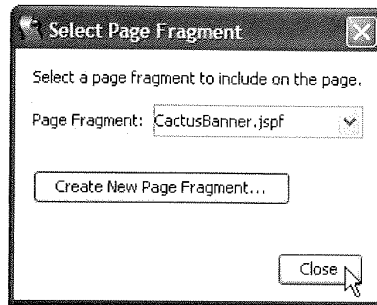 Select Page Fragment
Select a page fragment to include on the page.
Page Fragment: CactusBanner.jspf
Create New Page Fragment...
Close